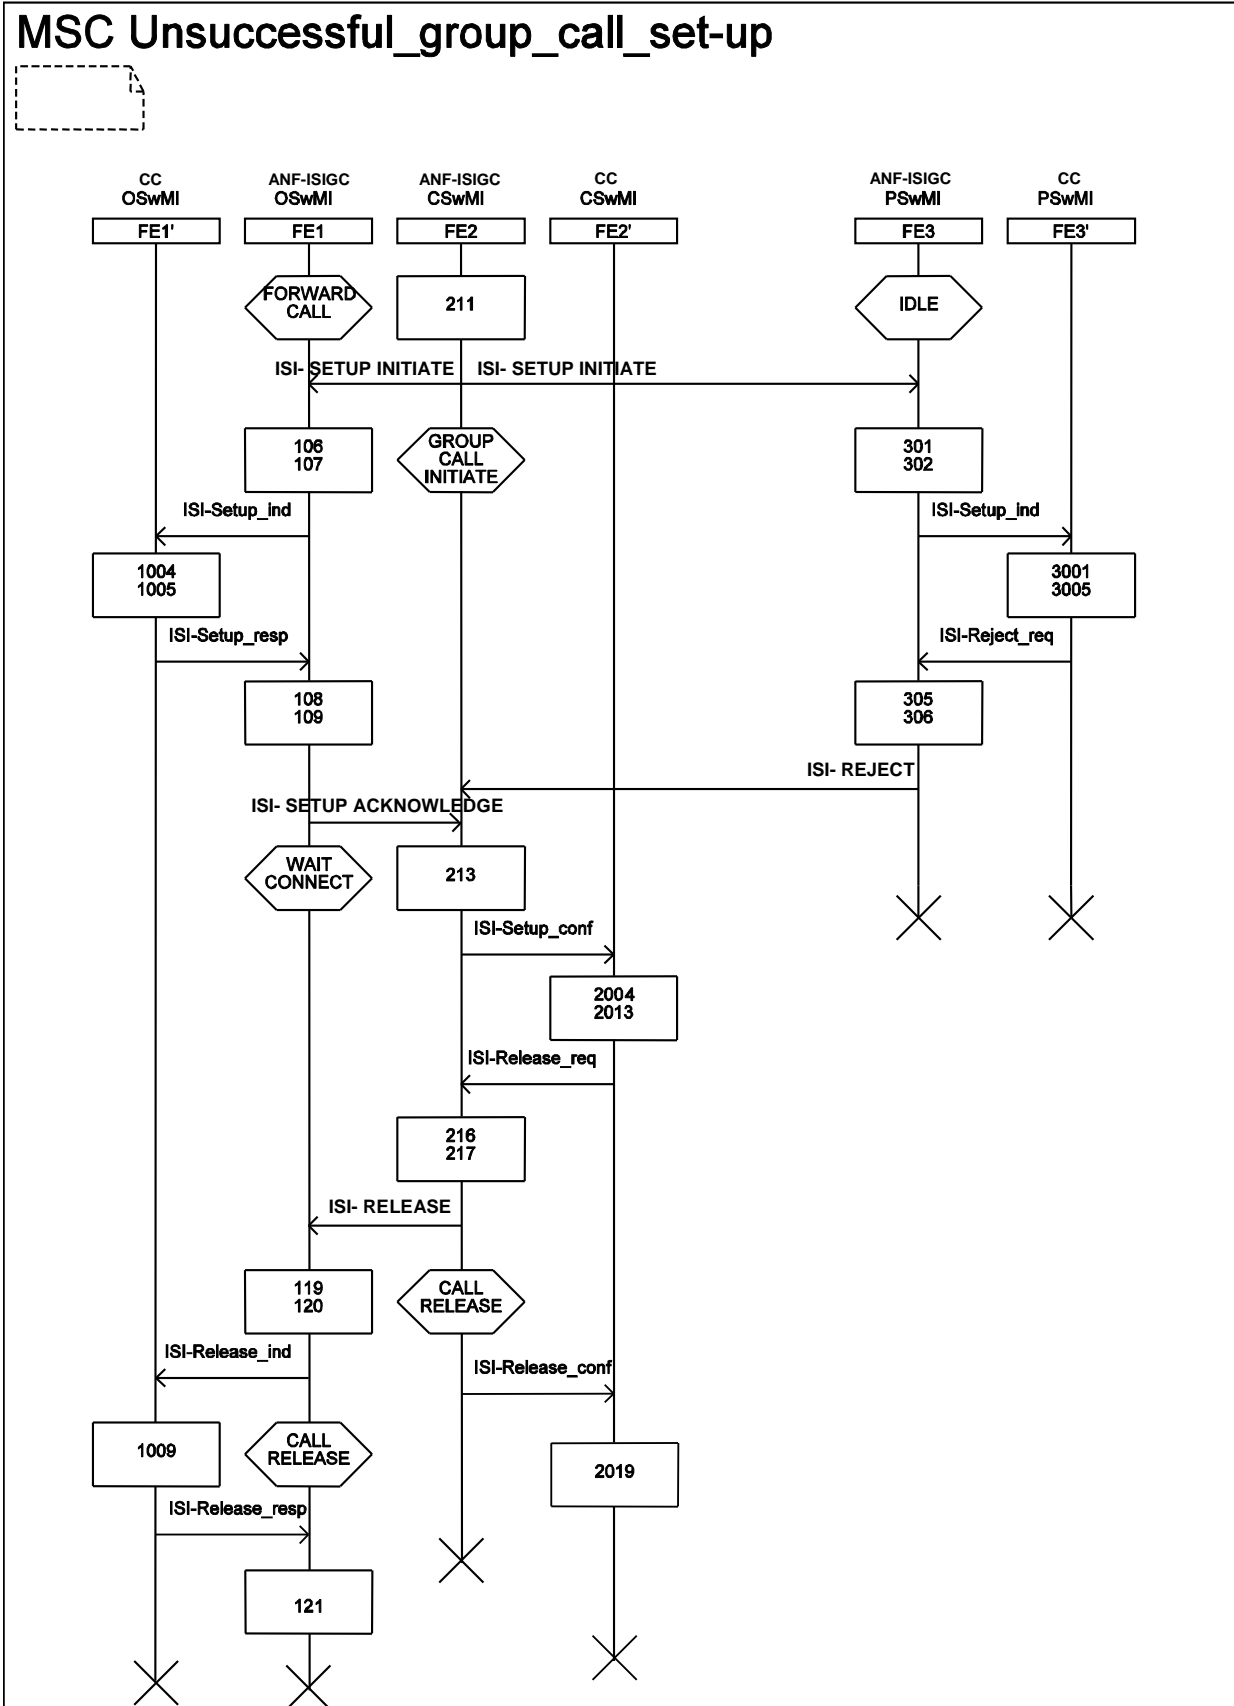 MSC Unsuccessful_group_call_set-up
CC ANF-ISIGC ANF-ISIGC CC ANF-ISIGC CC
OSwMI OSwMI CSwMI CSwMI PSwMI PSwMI
FE1' FE1 FE2 FE2' FE3 FE3'
FORWARD
CALL
211
IDLE
ISI- SETUP INITIATE ISI- SETUP INITIATE
106
107
GROUP
CALL
INITIATE
301
302
ISI-Setup_ind ISI-Setup_ind
1004
1005
3001
3005
ISI-Setup_resp ISI-Reject_req
108
109
305
306
ISI- REJECT
ISI- SETUP ACKNOWLEDGE
WAIT
CONNECT
213
ISI-Setup_conf
2004
2013
ISI-Release_req
216
217
ISI- RELEASE
119
120
CALL
RELEASE
ISI-Release_ind
ISI-Release_conf
1009
CALL
RELEASE
2019
ISI-Release_resp
121